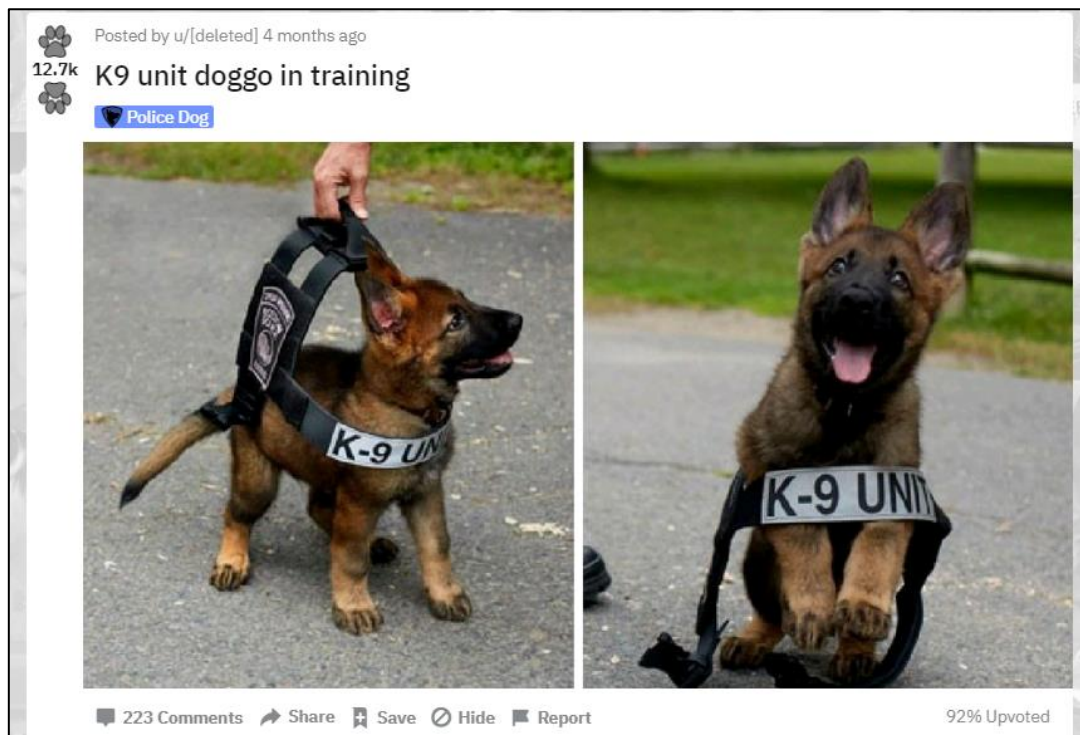 Posted by u/[deleted] 4 months ago
12.7k
K9 unit doggo in training
Police Dog
K-9 UN
K-9 UNIT
223 Comments Share Save Hide Report
92% Upvoted